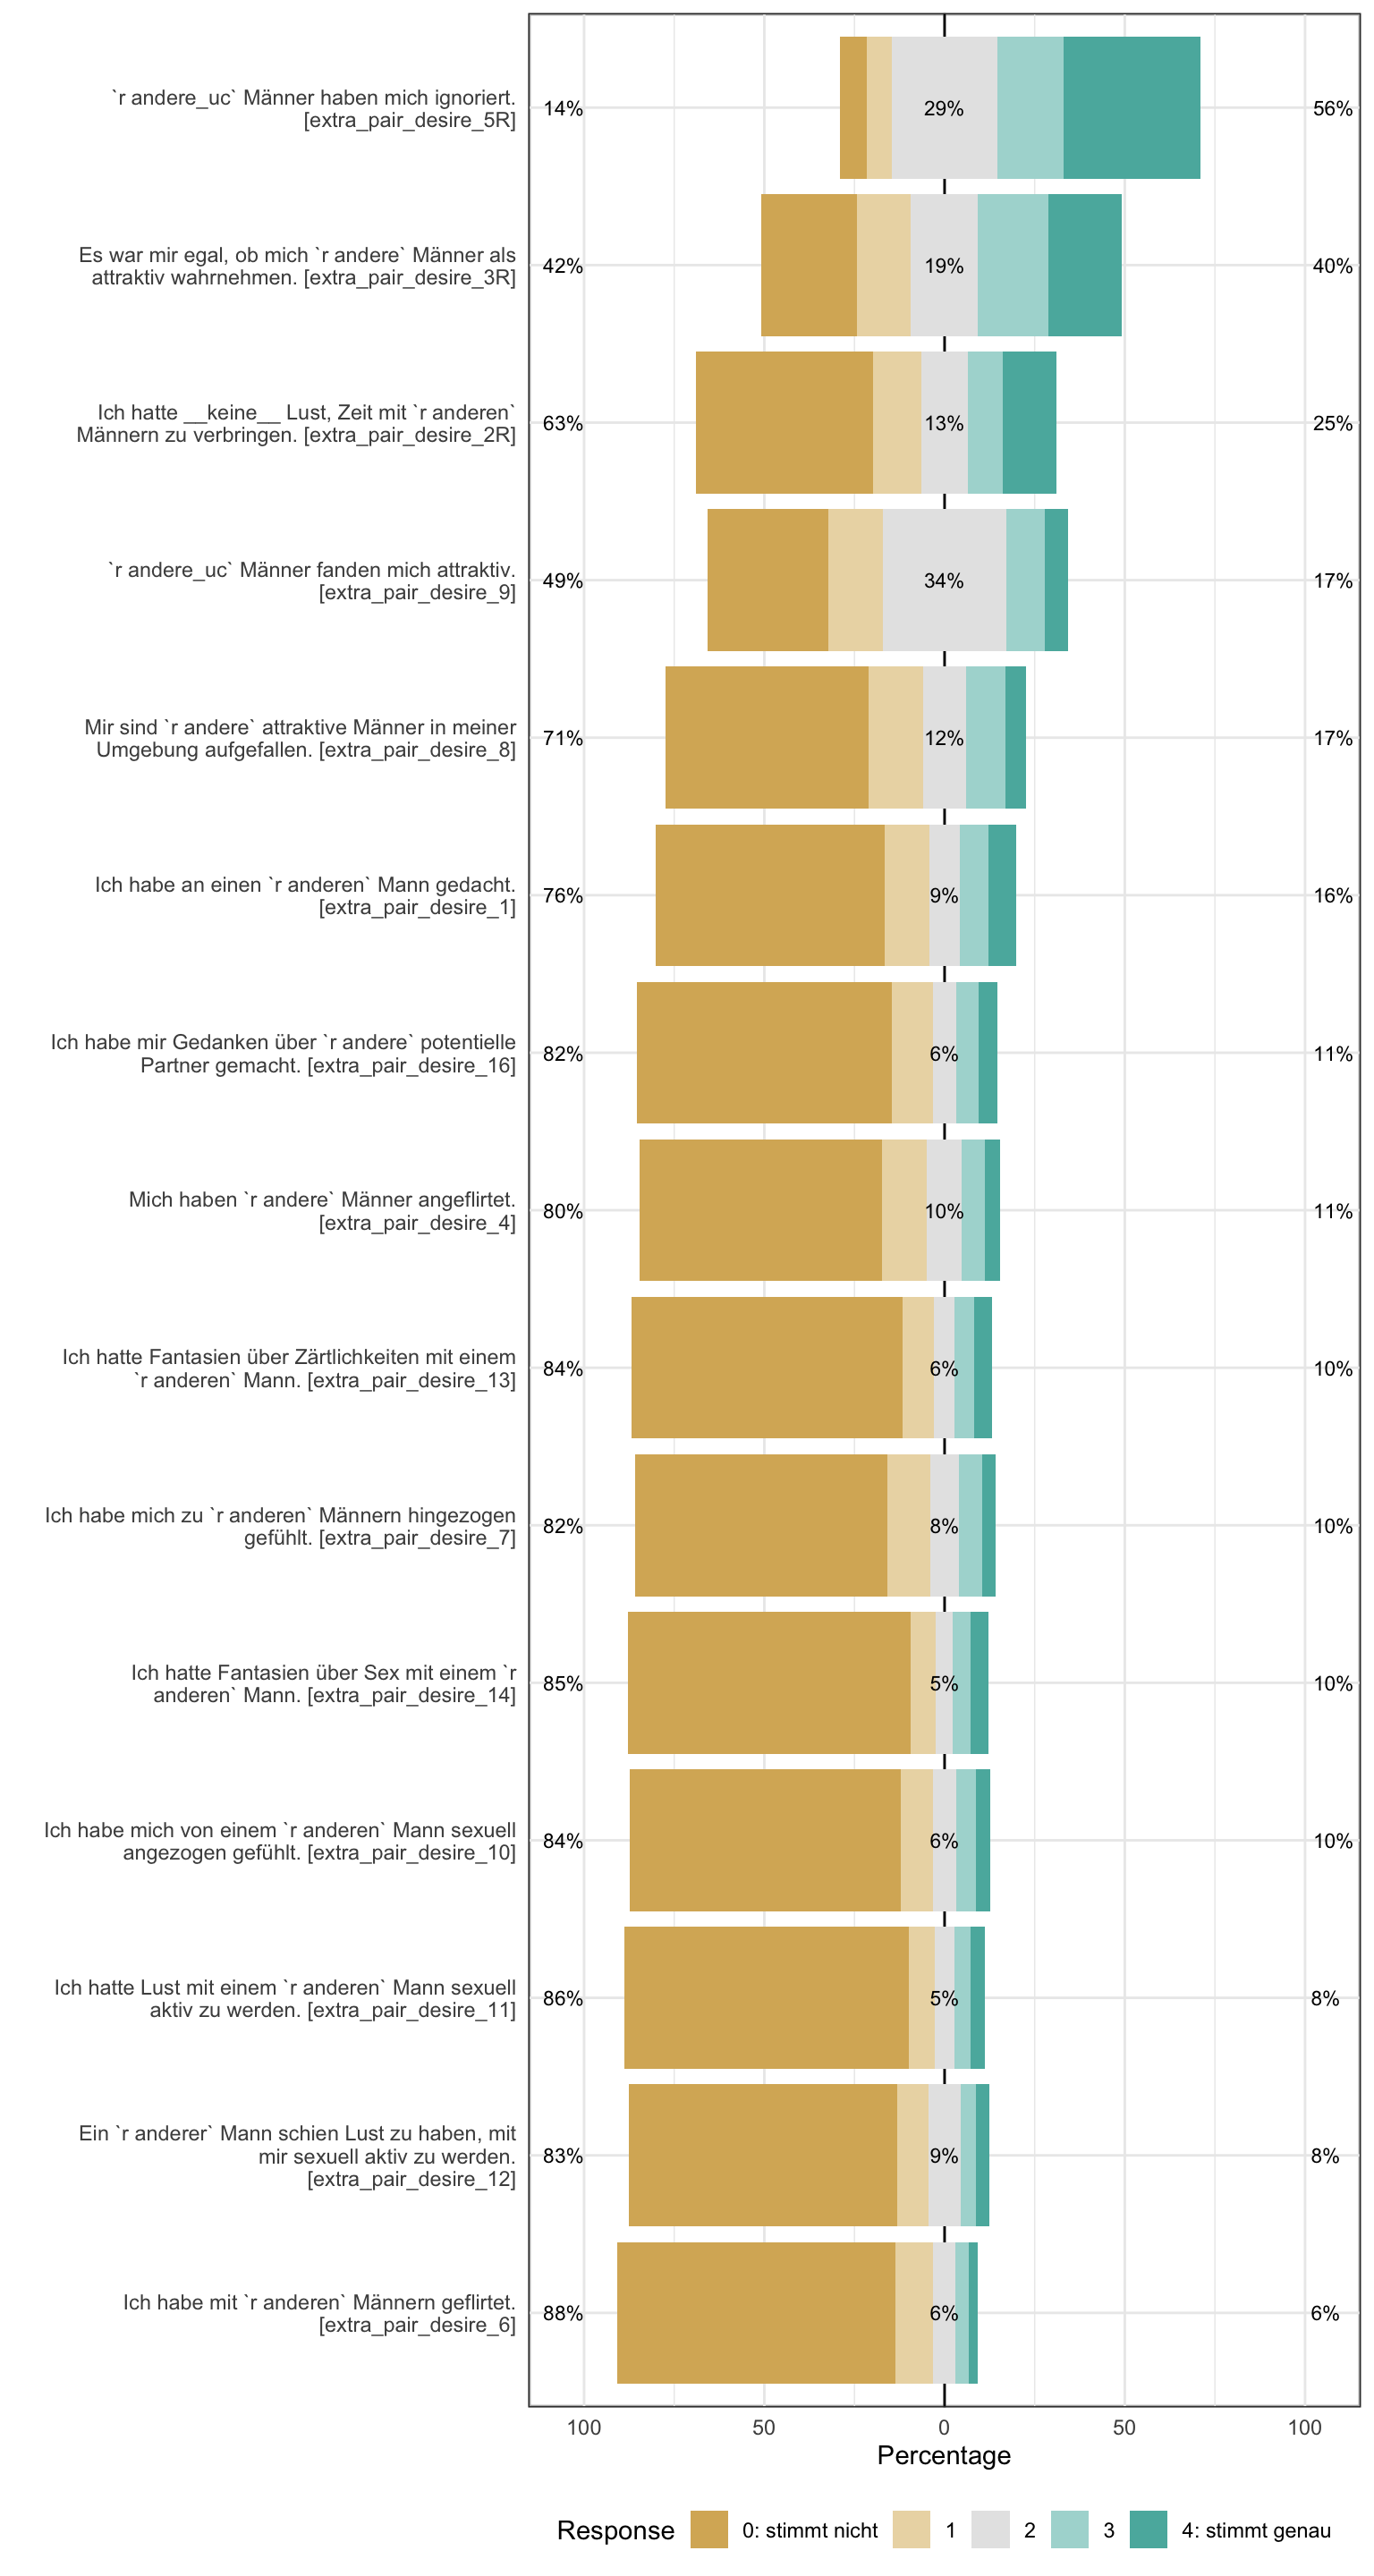 `r andere_uc` Männer haben mich ignoriert.
[extra_pair_desire_5R]
14%
29%
56%
Es war mir egal, ob mich `r andere` Männer als
attraktiv wahrnehmen. [extra_pair_desire_3R]
42%
19%
40%
Ich hatte __keine__ Lust, Zeit mit `r anderen`
Männern zu verbringen. [extra_pair_desire_2R]
63%
13%
25%
`r andere_uc` Männer fanden mich attraktiv.
[extra_pair_desire_9]
49%
34%
17%
Mir sind `r andere` attraktive Männer in meiner
Umgebung aufgefallen. [extra_pair_desire_8]
71%
12%
17%
Ich habe an einen `r anderen` Mann gedacht.
[extra_pair_desire_1]
76%
9%
16%
Ich habe mir Gedanken über `r andere` potentielle
Partner gemacht. [extra_pair_desire_16]
82%
6%
11%
Mich haben `r andere` Männer angeflirtet.
[extra_pair_desire_4]
80%
10%
11%
Ich hatte Fantasien über Zärtlichkeiten mit einem
`r anderen` Mann. [extra_pair_desire_13]
84%
6%
10%
Ich habe mich zu `r anderen` Männern hingezogen
gefühlt. [extra_pair_desire_7]
82%
8%
10%
Ich hatte Fantasien über Sex mit einem `r
anderen` Mann. [extra_pair_desire_14]
85%
5%
10%
Ich habe mich von einem `r anderen` Mann sexuell
angezogen gefühlt. [extra_pair_desire_10]
84%
6%
10%
Ich hatte Lust mit einem `r anderen` Mann sexuell
aktiv zu werden. [extra_pair_desire_11]
86%
5%
8%
Ein `r anderer` Mann schien Lust zu haben, mit
mir sexuell aktiv zu werden.
[extra_pair_desire_12]
83%
9%
8%
Ich habe mit `r anderen` Männern geflirtet.
[extra_pair_desire_6]
88%
6%
6%
100 50 0 50 100
Percentage
Response 0: stimmt nicht 1 2 3 4: stimmt genau